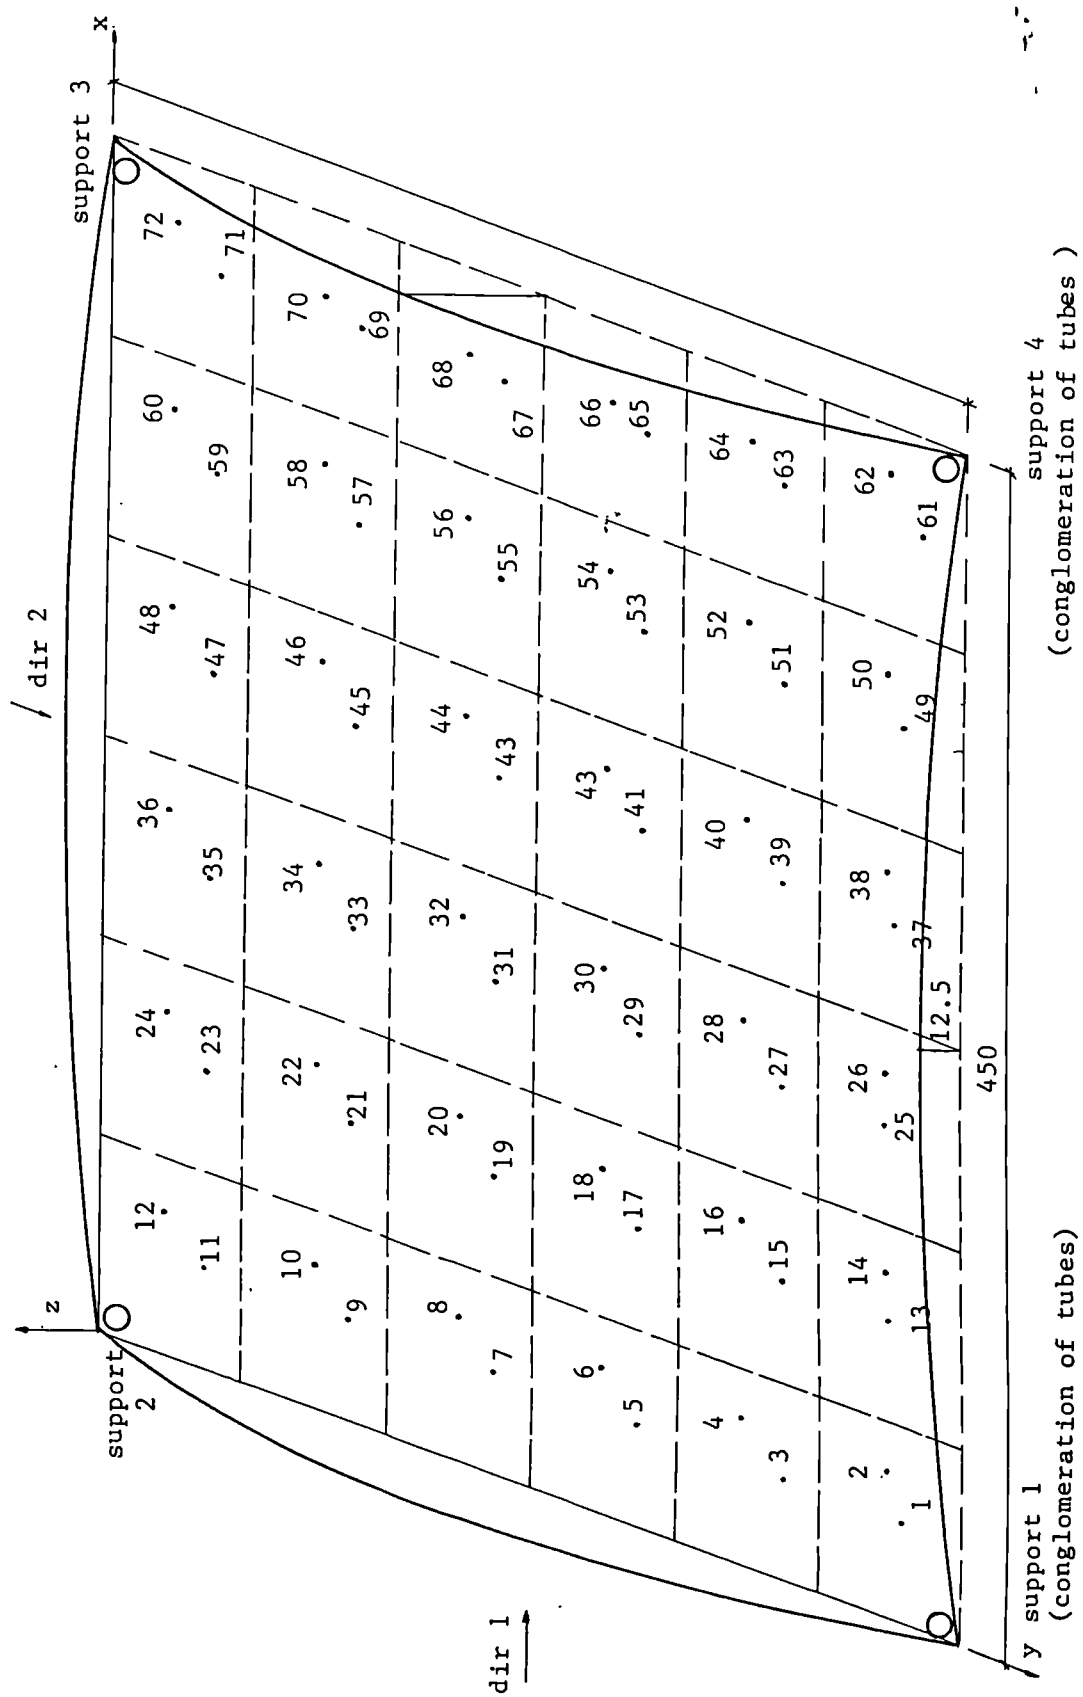 dir 2
z
support 3
x
support
2
12 24 36 48 60 72
11 23 35 47 59 71
10 22 34 46 58 70
9 21 33 45 57 69
8 20 32 44 56 68
7 19 31 43 55 67
dir 1
6 18 30 43 54 66
5 17 29 41 53 65
4 16 28 40 52 64
3 15 27 39 51 63
2 14 26 38 50 62
1 13 25 37 49 61
12.5
450
y support 1
(conglomeration of tubes)
support 4
(conglomeration of tubes )